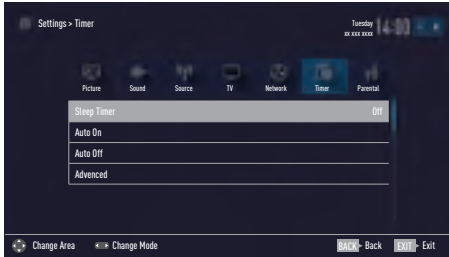 Settings > Timer
Tuesday
xx xxx xxxx
14:00
Picture Sound Source TV Network Timer Parental
Sleep Timer Off
Auto On
Auto Off
Advanced
Change Area Change Mode BACK Back EXIT Exit